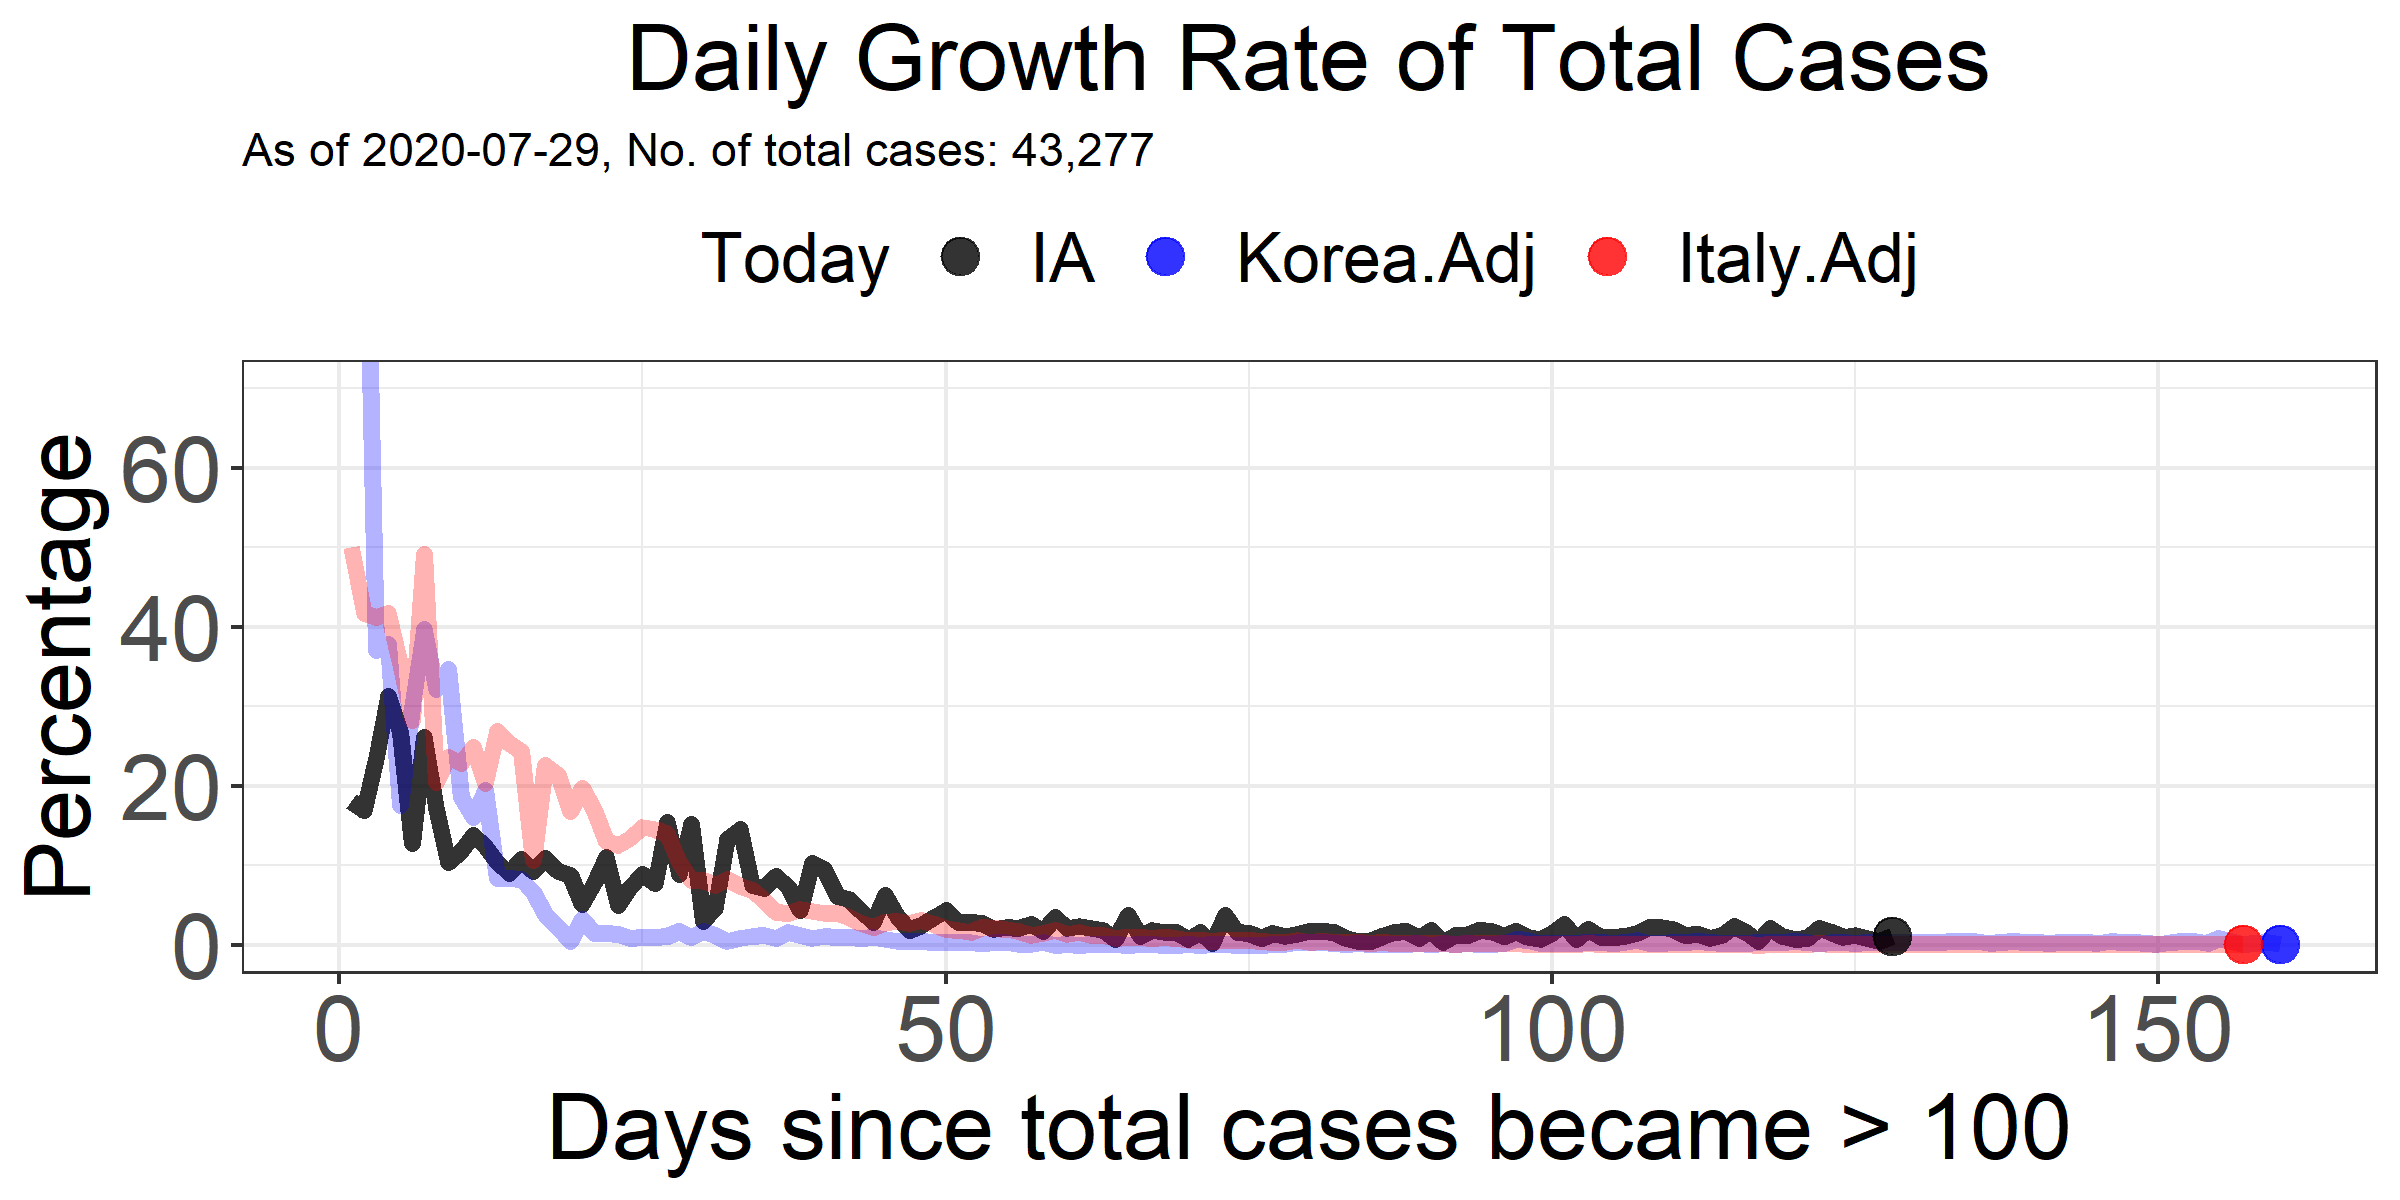 Daily Growth Rate of Total Cases
As of 2020-07-29, No. of total cases: 43,277
Today IA Korea.Adj Italy.Adj
Percentage
60
40
20
0
0 50 100 150
Days since total cases became > 100